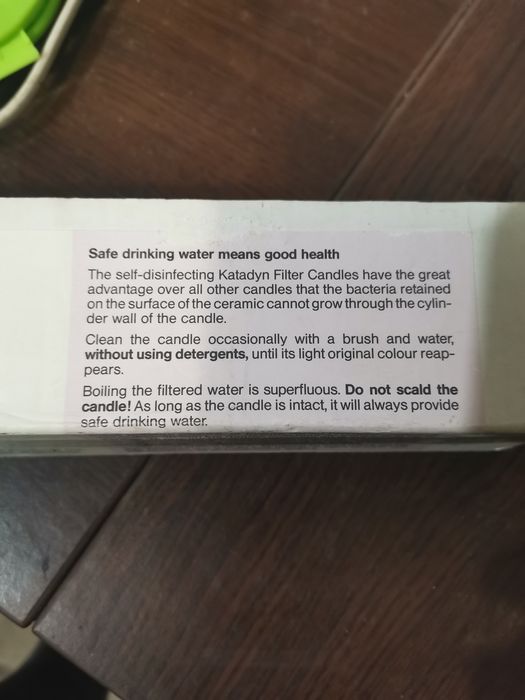 Safe drinking water means good health
The self-disinfecting Katadyn Filter Candles have the great
advantage over all other candles that the bacteria retained
on the surface of the ceramic cannot grow through the cylin-
der wall of the candle.
Clean the candle occasionally with a brush and water,
without using detergents, until its light original colour reap-
pears.
Boiling the filtered water is superfluous. Do not scald the
candle! As long as the candle is intact, it will always provide
safe drinking water.